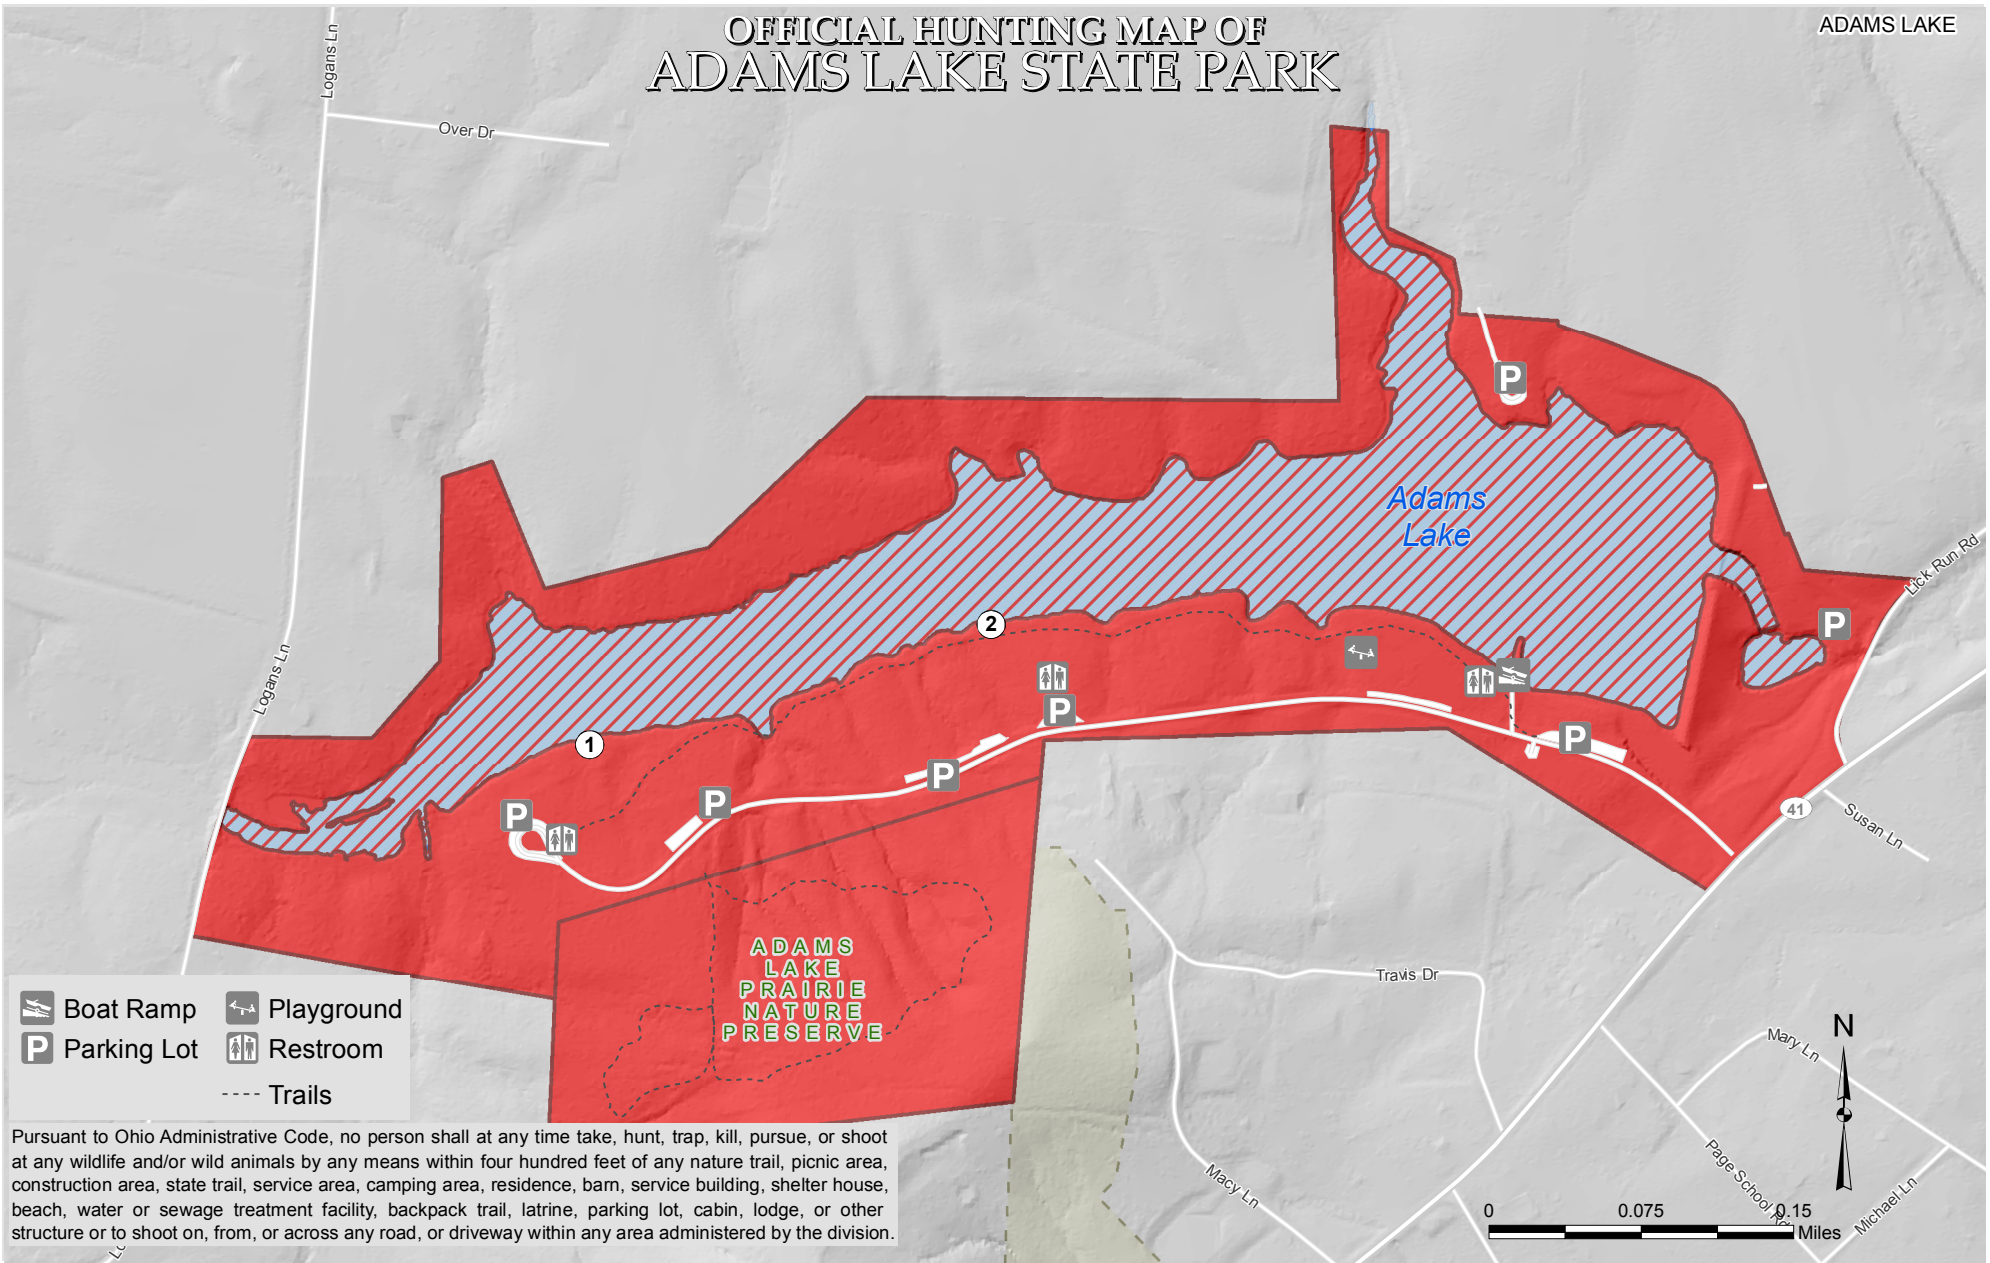 OFFICIAL HUNTING MAP OF
ADAMS LAKE STATE PARK
ADAMS LAKE
Logans Ln
Over Dr
Adams
Lake
Lick Run Rd
P
P
2
1
Logans Ln
P
P
P
P
P
41
Susan Ln
ADAMS
LAKE
PRAIRIE
NATURE
PRESERVE
Travis Dr
Mary Ln
N
Page School Rd
Michael Ln
Macy Ln
Boat Ramp
Playground
P Parking Lot
Restroom
Trails
Pursuant to Ohio Administrative Code, no person shall at any time take, hunt, trap, kill, pursue, or shoot
at any wildlife and/or wild animals by any means within four hundred feet of any nature trail, picnic area,
construction area, state trail, service area, camping area, residence, barn, service building, shelter house,
beach, water or sewage treatment facility, backpack trail, latrine, parking lot, cabin, lodge, or other
structure or to shoot on, from, or across any road, or driveway within any area administered by the division.
0 0.075 0.15
Miles